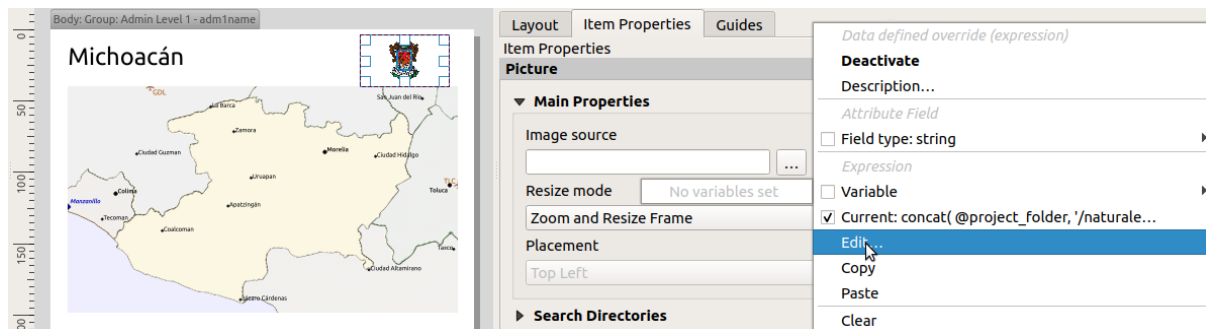 Body: Group: Admin Level 1 - adm1name
Michoacán
GDL
San Juan del Río
La Barca
Zamora
Morelia
Ciudad Guzman
Ciudad Hidalgo
Uruapan
TLC
Colima
Toluca
Manzanillo
Apatzingán
Tecoman
Coalcoman
Taxco
Ciudad Altamirano
Lázaro Cárdenas
0
50
100
150
Layout
Item Properties
Guides
Item Properties
Picture
Main Properties
Image source
...
Resize mode
No variables set
Zoom and Resize Frame
Placement
Top Left
Search Directories
Data defined override (expression)
Deactivate
Description...
Attribute Field
Field type: string
Expression
Variable
Current: concat( @project_folder, '/naturale...
Edit...
Copy
Paste
Clear